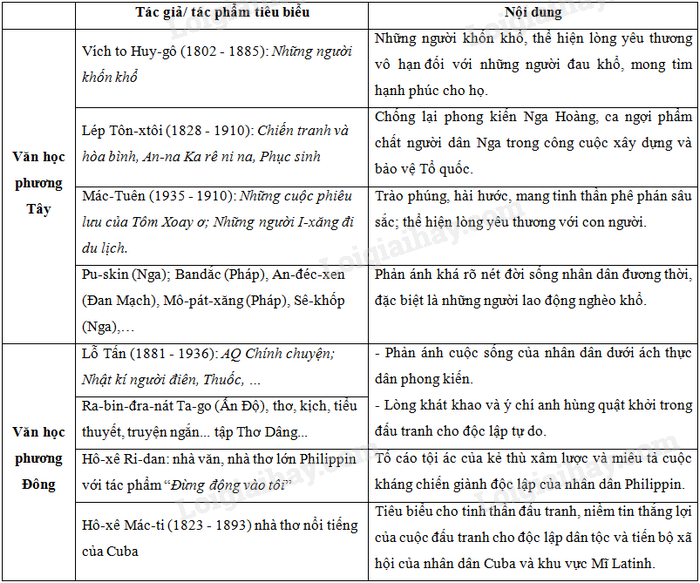 Tác giả/ tác phẩm tiêu biểu
Nội dung
Văn học
phương
Tây
Vích to Huy-gô (1802 - 1885): Những người
khốn khổ
Những người khốn khổ, thể hiện lòng yêu thương
vô hạn đối với những người đau khổ, mong tìm
hạnh phúc cho họ.
Lép Tôn-xtôi (1828 - 1910): Chiến tranh và
hòa bình, An-na Ka rê ni na, Phục sinh
Chống lại phong kiến Nga Hoàng, ca ngợi phẩm
chất người dân Nga trong công cuộc xây dựng và
bảo vệ Tổ quốc.
Mác-Tuên (1935 - 1910): Những cuộc phiêu
lưu của Tôm Xoay ơ; Những người I-xăng đi
du lịch.
Trào phúng, hài hước, mang tinh thần phê phán sâu
sắc; thể hiện lòng yêu thương với con người.
Pu-skin (Nga); Bandắc (Pháp), An-đéc-xen
(Đan Mạch), Mô-pát-xăng (Pháp), Sê-khốp
(Nga),…
Phản ánh khá rõ nét đời sống nhân dân đương thời,
đặc biệt là những người lao động nghèo khổ.
Văn học
phương
Đông
Lỗ Tấn (1881 - 1936): AQ Chính chuyện;
Nhật kí người điên, Thuốc, …
- Phản ánh cuộc sống của nhân dân dưới ách thực
dân phong kiến.
- Lòng khát khao và ý chí anh hùng quật khởi trong
đấu tranh cho độc lập tự do.
Ra-bin-đra-nát Ta-go (Ấn Độ), thơ, kịch, tiểu
thuyết, truyện ngắn... tập Thơ Dâng...
Hô-xê Ri-dan: nhà văn, nhà thơ lớn Philippin
với tác phẩm "Đừng động vào tôi"
Tố cáo tội ác của kẻ thù xâm lược và miêu tả cuộc
kháng chiến giành độc lập của nhân dân Philippin.
Hô-xê Mác-ti (1823 - 1893) nhà thơ nổi tiếng
của Cuba
Tiêu biểu cho tinh thần đấu tranh, niềm tin thắng lợi
của cuộc đấu tranh cho độc lập dân tộc và tiến bộ xã
hội của nhân dân Cuba và khu vực Mĩ Latinh.
Loigiaihay.com